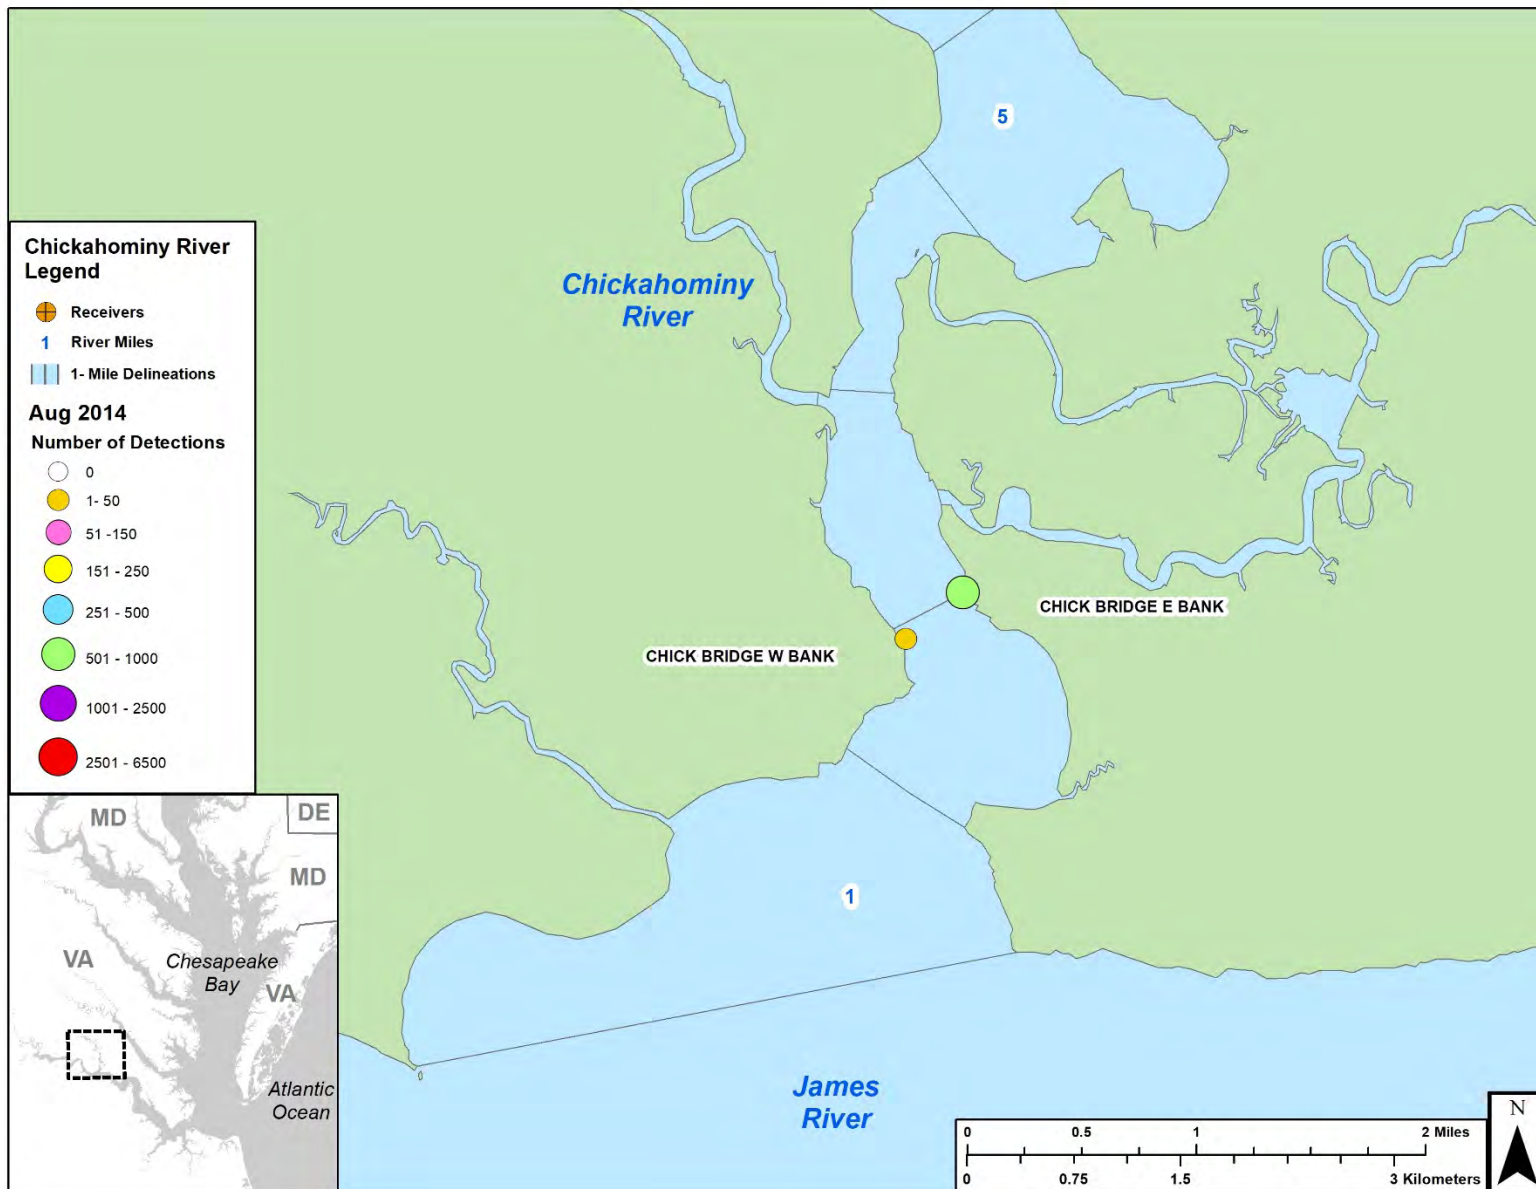 5
Chickahominy
River
Chickahominy River
Legend
Receivers
1 River Miles
1- Mile Delineations
Aug 2014
Number of Detections
0
1- 50
51 -150
151 - 250
251 - 500
501 - 1000
1001 - 2500
2501 - 6500
CHICK BRIDGE E BANK
CHICK BRIDGE W BANK
1
James
River
MD
DE
MD
VA
Chesapeake
Bay
VA
Atlantic
Ocean
0 0.5 1 2 Miles
0 0.75 1.5 3 Kilometers
N